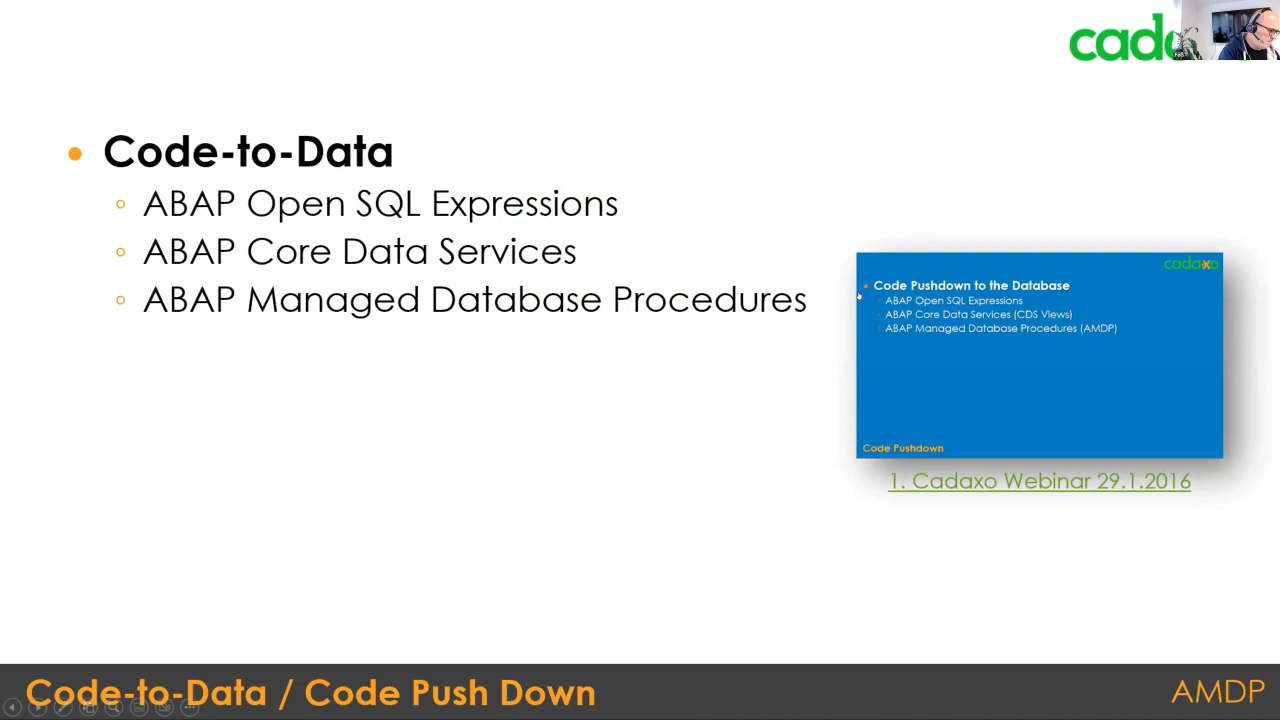 cad
Code-to-Data
ABAP Open SQL Expressions
ABAP Core Data Services
ABAP Managed Database Procedures
cadaxo
Code Pushdown to the Database
ABAP Open SQL Expressions
ABAP Core Data Services (CDS Views)
ABAP Managed Database Procedures (AMDP)
Code Pushdown
1. Cadaxo Webinar 29.1.2016
Code-to-Data / Code Push Down
AMDP